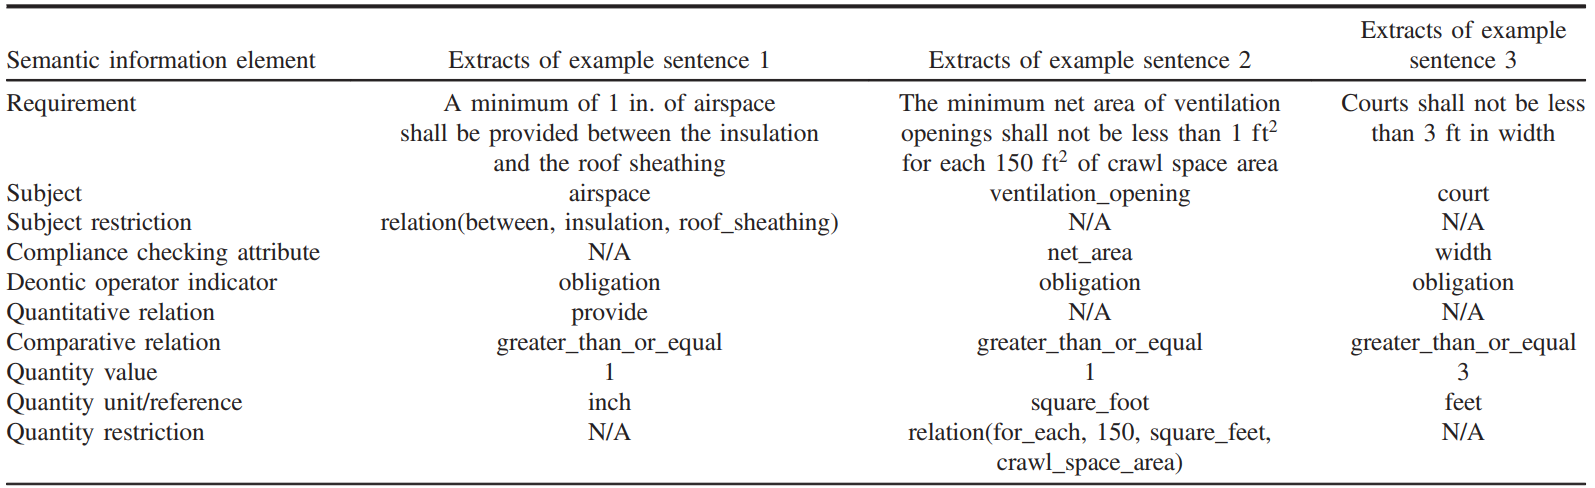 Semantic information element Extracts of example sentence 1 Extracts of example sentence 2 Extracts of example sentence 3
Requirement A minimum of 1 in. of airspace The minimum net area of ventilation Courts shall not be less
shall be provided between the insulation openings shall not be less than 1 ft² than 3 ft in width
and the roof sheathing for each 150 ft² of crawl space area
Subject airspace ventilation_opening court
Subject restriction relation(between, insulation, roof_sheathing) N/A N/A
Compliance checking attribute N/A net_area width
Deontic operator indicator obligation obligation obligation
Quantitative relation provide N/A N/A
Comparative relation greater_than_or_equal greater_than_or_equal greater_than_or_equal
Quantity value 1 1 3
Quantity unit/reference inch square_foot feet
Quantity restriction N/A relation(for_each, 150, square_feet, N/A
crawl_space_area)